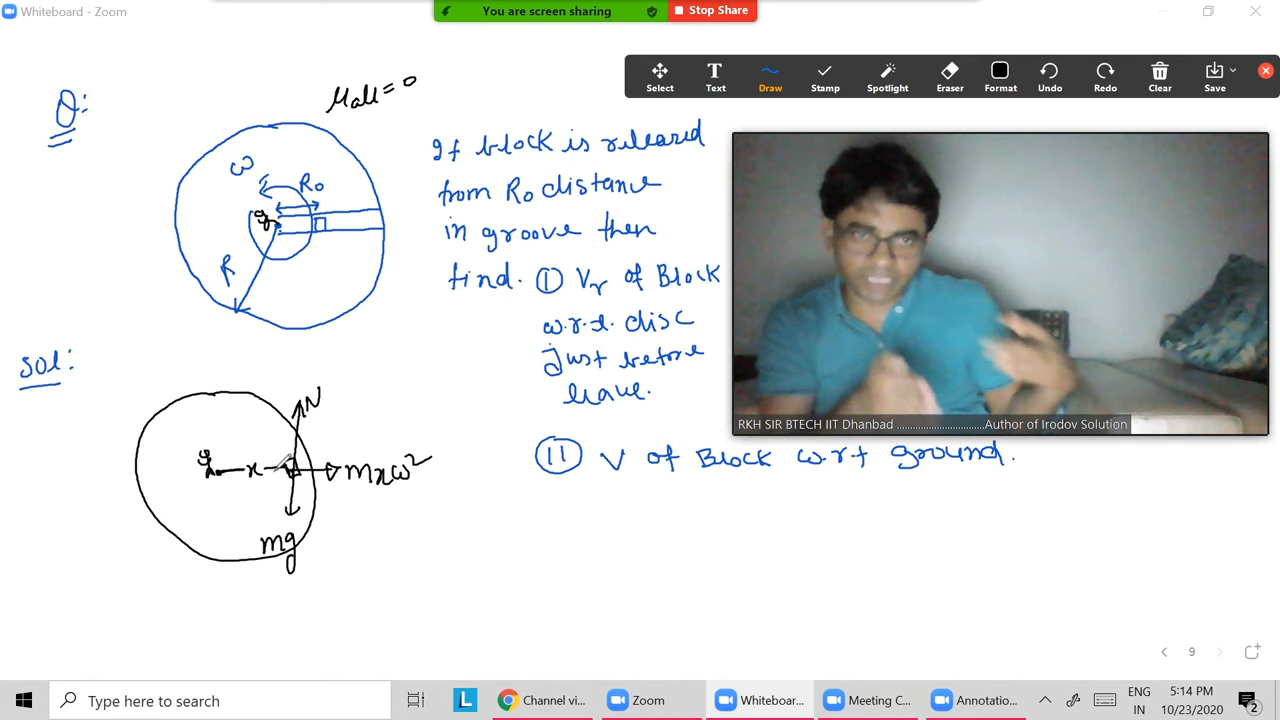 Whiteboard - Zoom
You are screen sharing
Stop Share
Select
Text
Draw
Stamp
Spotlight
Eraser
Format
Undo
Redo
Clear
Save
Q:
μall = 0
ω
R0
R
If block is released
from R0 distance
in groove then
find. (I) Vr of Block
w.r.t. disc
just before
leave.
(II) V of Block w.r.t ground.
Sol:
N
x
mxω²
mg
RKH SIR BTECH IIT Dhanbad ..................................Author of Irodov Solution
9
Type here to search
L
Channel vi...
Zoom
Whiteboar...
Meeting C...
Annotatio...
ENG
IN
5:14 PM
10/23/2020
2